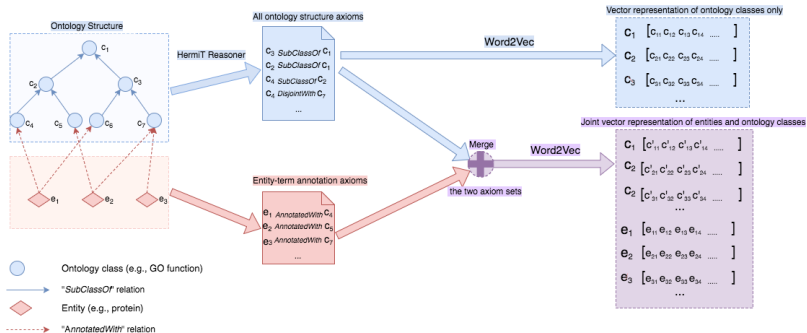 Ontology Structure
c1
c2
c3
c4
c5
c6
c7
e1
e2
e3
HermiT Reasoner
All ontology structure axioms
c3 SubClassOf c1
c2 SubClassOf c1
c4 SubClassOf c2
c4 DisjointWith c7
...
Entity-term annotation axioms
e1 AnnotatedWith c4
e2 AnnotatedWith c5
e3 AnnotatedWith c7
...
Word2Vec
Merge
the two axiom sets
Word2Vec
Vector representation of ontology classes only
c1 [c11 c12 c13 c14 ..... ]
c2 [c21 c22 c23 c24 ..... ]
c3 [c31 c32 c33 c34 ..... ]
...
Joint vector representation of entities and ontology classes
c1 [c'11 c'12 c'13 c'14 ..... ]
c2 [c'21 c'22 c'23 c'24 ..... ]
c2 [c'31 c'32 c'33 c'34 ..... ]
...
e1 [e11 e12 e13 e14 ..... ]
e2 [e21 e22 e23 e24 ..... ]
e3 [e31 e32 e33 e34 ..... ]
...
Ontology class (e.g., GO function)
"SubClassOf" relation
Entity (e.g., protein)
"AnnotatedWith" relation